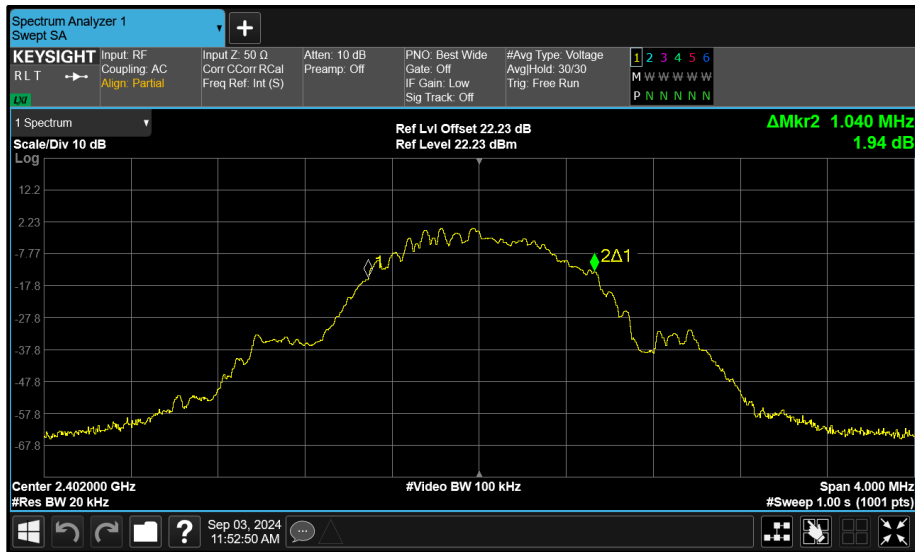 Spectrum Analyzer 1
Swept SA
+
KEYSIGHT
R L T
LXI
Input: RF
Coupling: AC
Align: Partial
Input Z: 50 Ω
Corr CCorr RCal
Freq Ref: Int (S)
Atten: 10 dB
Preamp: Off
PNO: Best Wide
Gate: Off
IF Gain: Low
Sig Track: Off
#Avg Type: Voltage
Avg|Hold: 30/30
Trig: Free Run
1 2 3 4 5 6
M W W W W W
P N N N N N
1 Spectrum
Scale/Div 10 dB
Ref Lvl Offset 22.23 dB
Ref Level 22.23 dBm
ΔMkr2 1.040 MHz
1.94 dB
Log
12.2
2.23
-7.77
-17.8
-27.8
-37.8
-47.8
-57.8
-67.8
1
2Δ1
Center 2.402000 GHz
#Video BW 100 kHz
Span 4.000 MHz
#Res BW 20 kHz
#Sweep 1.00 s (1001 pts)
?
Sep 03, 2024
11:52:50 AM